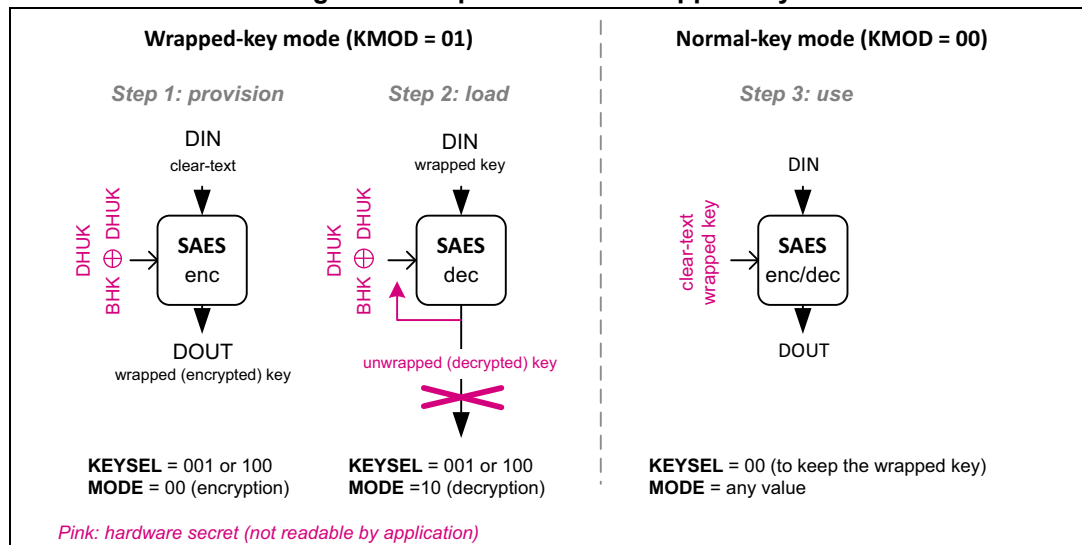 Wrapped-key mode (KMOD = 01)
Normal-key mode (KMOD = 00)
Step 1: provision
Step 2: load
Step 3: use
DIN
clear-text
DHUK
BHK ⊕ DHUK
SAES
enc
DOUT
wrapped (encrypted) key
DIN
wrapped key
DHUK
BHK ⊕ DHUK
SAES
dec
unwrapped (decrypted) key
DIN
clear-text
wrapped key
SAES
enc/dec
DOUT
KEYSEL = 001 or 100
MODE = 00 (encryption)
KEYSEL = 001 or 100
MODE =10 (decryption)
KEYSEL = 00 (to keep the wrapped key)
MODE = any value
Pink: hardware secret (not readable by application)